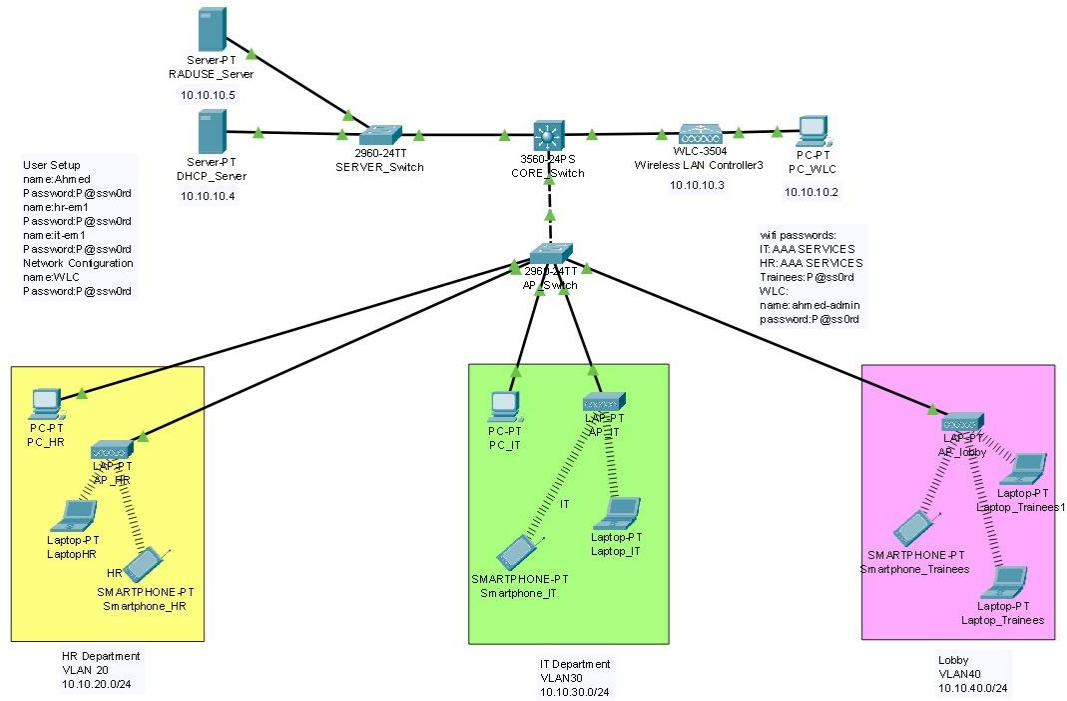 Server-PT
RADUSE_Server
10.10.10.5
Server-PT
DHCP_Server
10.10.10.4
2960-24TT
SERVER_Switch
3560-24PS
CORE_Switch
WLC-3504
Wireless LAN Controller3
10.10.10.3
PC-PT
PC_WLC
10.10.10.2
User Setup
name:Ahmed
Password:P@ssw0rd
name:hr-em1
Password:P@ssw0rd
name:it-em1
Password:P@ssw0rd
Network Configuration
name:WLC
Password:P@ssw0rd
wifi passwords:
IT:AAA SERVICES
HR:AAA SERVICES
Trainees:P@ss0rd
WLC:
name:ahmed-admin
password:P@ss0rd
2960-24TT
AP_Switch
PC-PT
PC_HR
LAP-PT
AP_HR
Laptop-PT
LaptopHR
HR
SMARTPHONE-PT
Smartphone_HR
HR Department
VLAN 20
10.10.20.0/24
PC-PT
PC_IT
LAP-PT
AP_IT
IT
Laptop-PT
Laptop_IT
SMARTPHONE-PT
Smartphone_IT
IT Department
VLAN30
10.10.30.0/24
LAP-PT
AP_lobby
Laptop-PT
Laptop_Trainees1
SMARTPHONE-PT
Smartphone_Trainees
Laptop-PT
Laptop_Trainees
Lobby
VLAN40
10.10.40.0/24